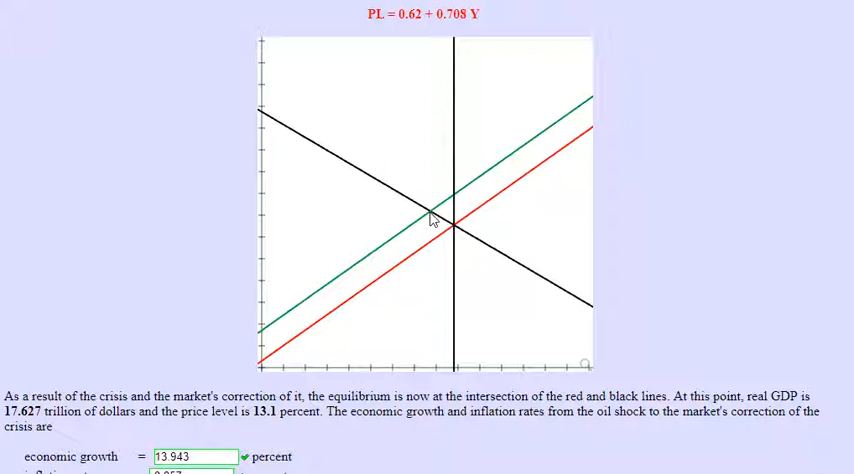 PL = 0.62 + 0.708 Y
As a result of the crisis and the market's correction of it, the equilibrium is now at the intersection of the red and black lines. At this point, real GDP is
17.627 trillion of dollars and the price level is 13.1 percent. The economic growth and inflation rates from the oil shock to the market's correction of the
crisis are
economic growth = 13.943 percent